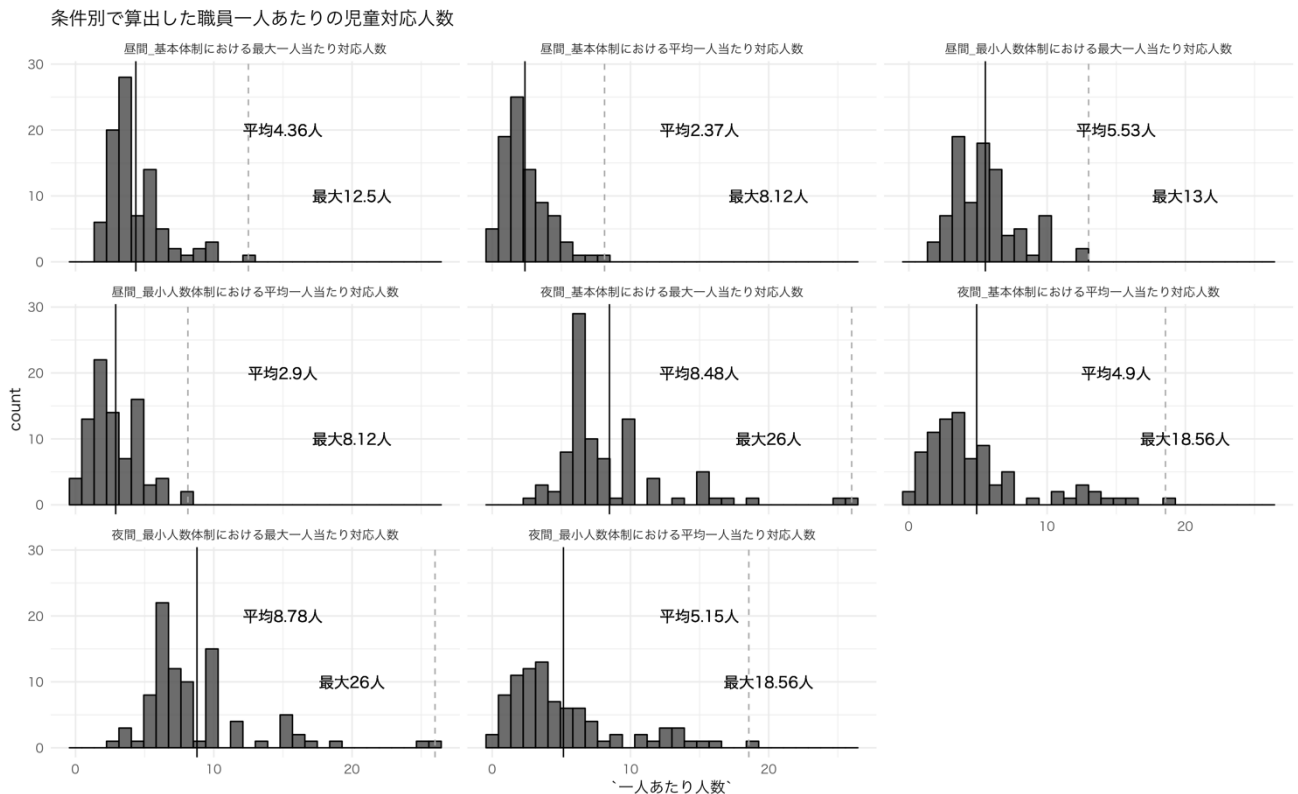 条件別で算出した職員一人あたりの児童対応人数
昼間_基本体制における最大一人当たり対応人数
昼間_基本体制における平均一人当たり対応人数
昼間_最小人数体制における最大一人当たり対応人数
30
20
10
0
平均4.36人
最大12.5人
平均2.37人
最大8.12人
平均5.53人
最大13人
昼間_最小人数体制における平均一人当たり対応人数
夜間_基本体制における最大一人当たり対応人数
夜間_基本体制における平均一人当たり対応人数
count
30
20
10
0
平均2.9人
最大8.12人
平均8.48人
最大26人
平均4.9人
最大18.56人
0
10
20
夜間_最小人数体制における最大一人当たり対応人数
夜間_最小人数体制における平均一人当たり対応人数
30
20
10
0
平均8.78人
最大26人
平均5.15人
最大18.56人
0
10
20
0
10
20
`一人あたり人数`